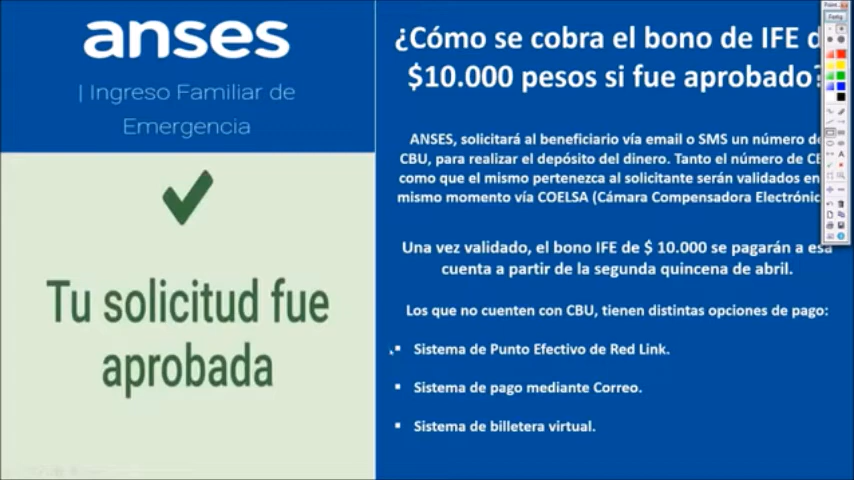 anses
| Ingreso Familiar de
Emergencia
Tu solicitud fue
aprobada
¿Cómo se cobra el bono de IFE
$10.000 pesos si fue aprobado?
ANSES, solicitará al beneficiario vía email o SMS un número de
CBU, para realizar el depósito del dinero. Tanto el número de
como que el mismo pertenezca al solicitante serán validados en
mismo momento vía COELSA (Cámara Compensadora
Una vez validado, el bono IFE de $ 10.000 se pagarán a esa
cuenta a partir de la segunda quincena de abril.
Los que no cuenten con CBU, tienen distintas opciones de pago:
▪ Sistema de Punto Efectivo de Red Link.
▪ Sistema de pago mediante Correo.
▪ Sistema de billetera virtual.